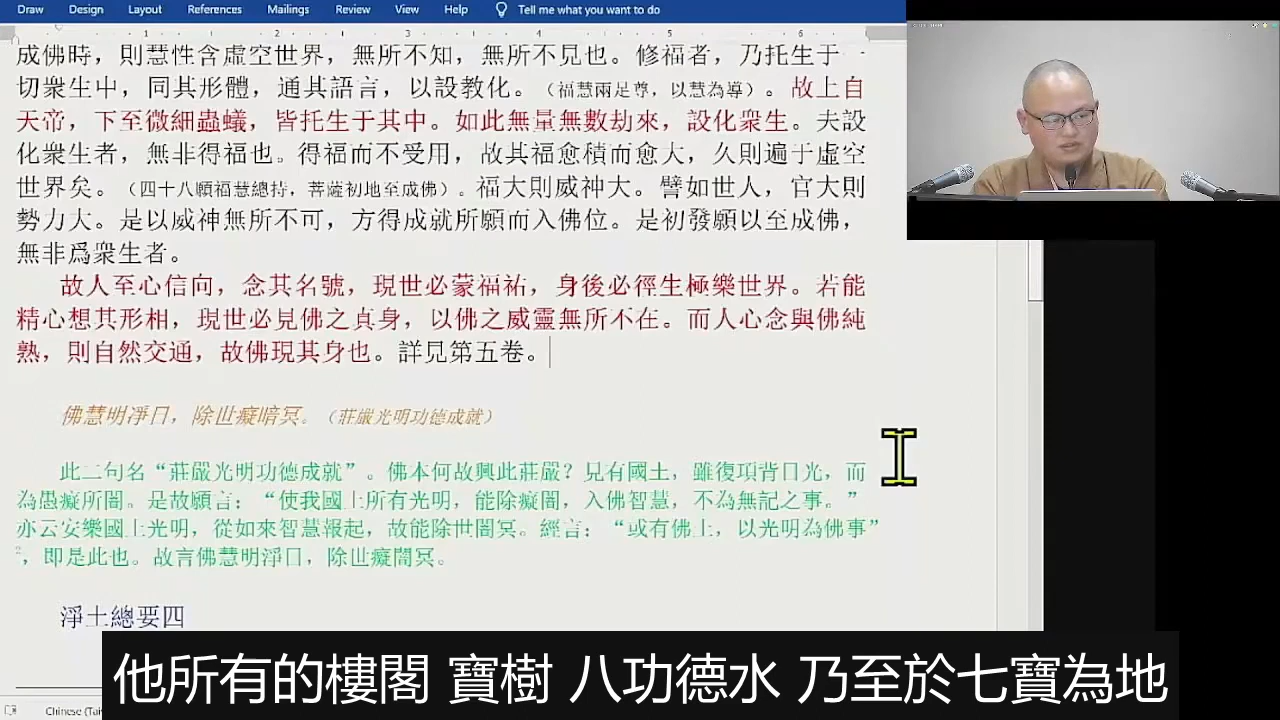 Draw Design Layout References Mailings Review View Help Tell me what you want to do
1 2 3 4 5 6
成佛時，則慧性含虛空世界，無所不知，無所不見也。修福者，乃托生于一
切眾生中，同其形體，通其語言，以設教化。（福慧兩足尊，以慧為導）。故上自
天帝，下至微細蟲蟻，皆托生于其中。如此無量無數劫來，設化衆生。夫設
化衆生者，無非得福也。得福而不受用，故其福愈積而愈大，久則遍于虛空
世界矣。（四十八願福慧總持，菩薩初地至成佛）。福大則威神大。譬如世人，官大則
勢力大。是以威神無所不可，方得成就所願而入佛位。是初發願以至成佛，
無非爲衆生者。
故人至心信向，念其名號，現世必蒙福祐，身後必徑生極樂世界。若能
精心想其形相，現世必見佛之真身，以佛之威靈無所不在。而人心念與佛純
熟，則自然交通，故佛現其身也。詳見第五卷。
佛慧明淨日，除世癡暗冥。（莊嚴光明功德成就）
此二句名“莊嚴光明功德成就”。佛本何故興此莊嚴？見有國土，雖復項背日光，而
為愚癡所闇。是故願言：“使我國土所有光明，能除癡闇，入佛智慧，不為無記之事。”
亦云安樂國土光明，從如來智慧報起，故能除世闇冥。經言：“或有佛土，以光明為佛事”
，即是此也。故言佛慧明淨日，除世癡闇冥。
淨土總要四
他所有的樓閣 寶樹 八功德水 乃至於七寶為地
Chinese (Tai